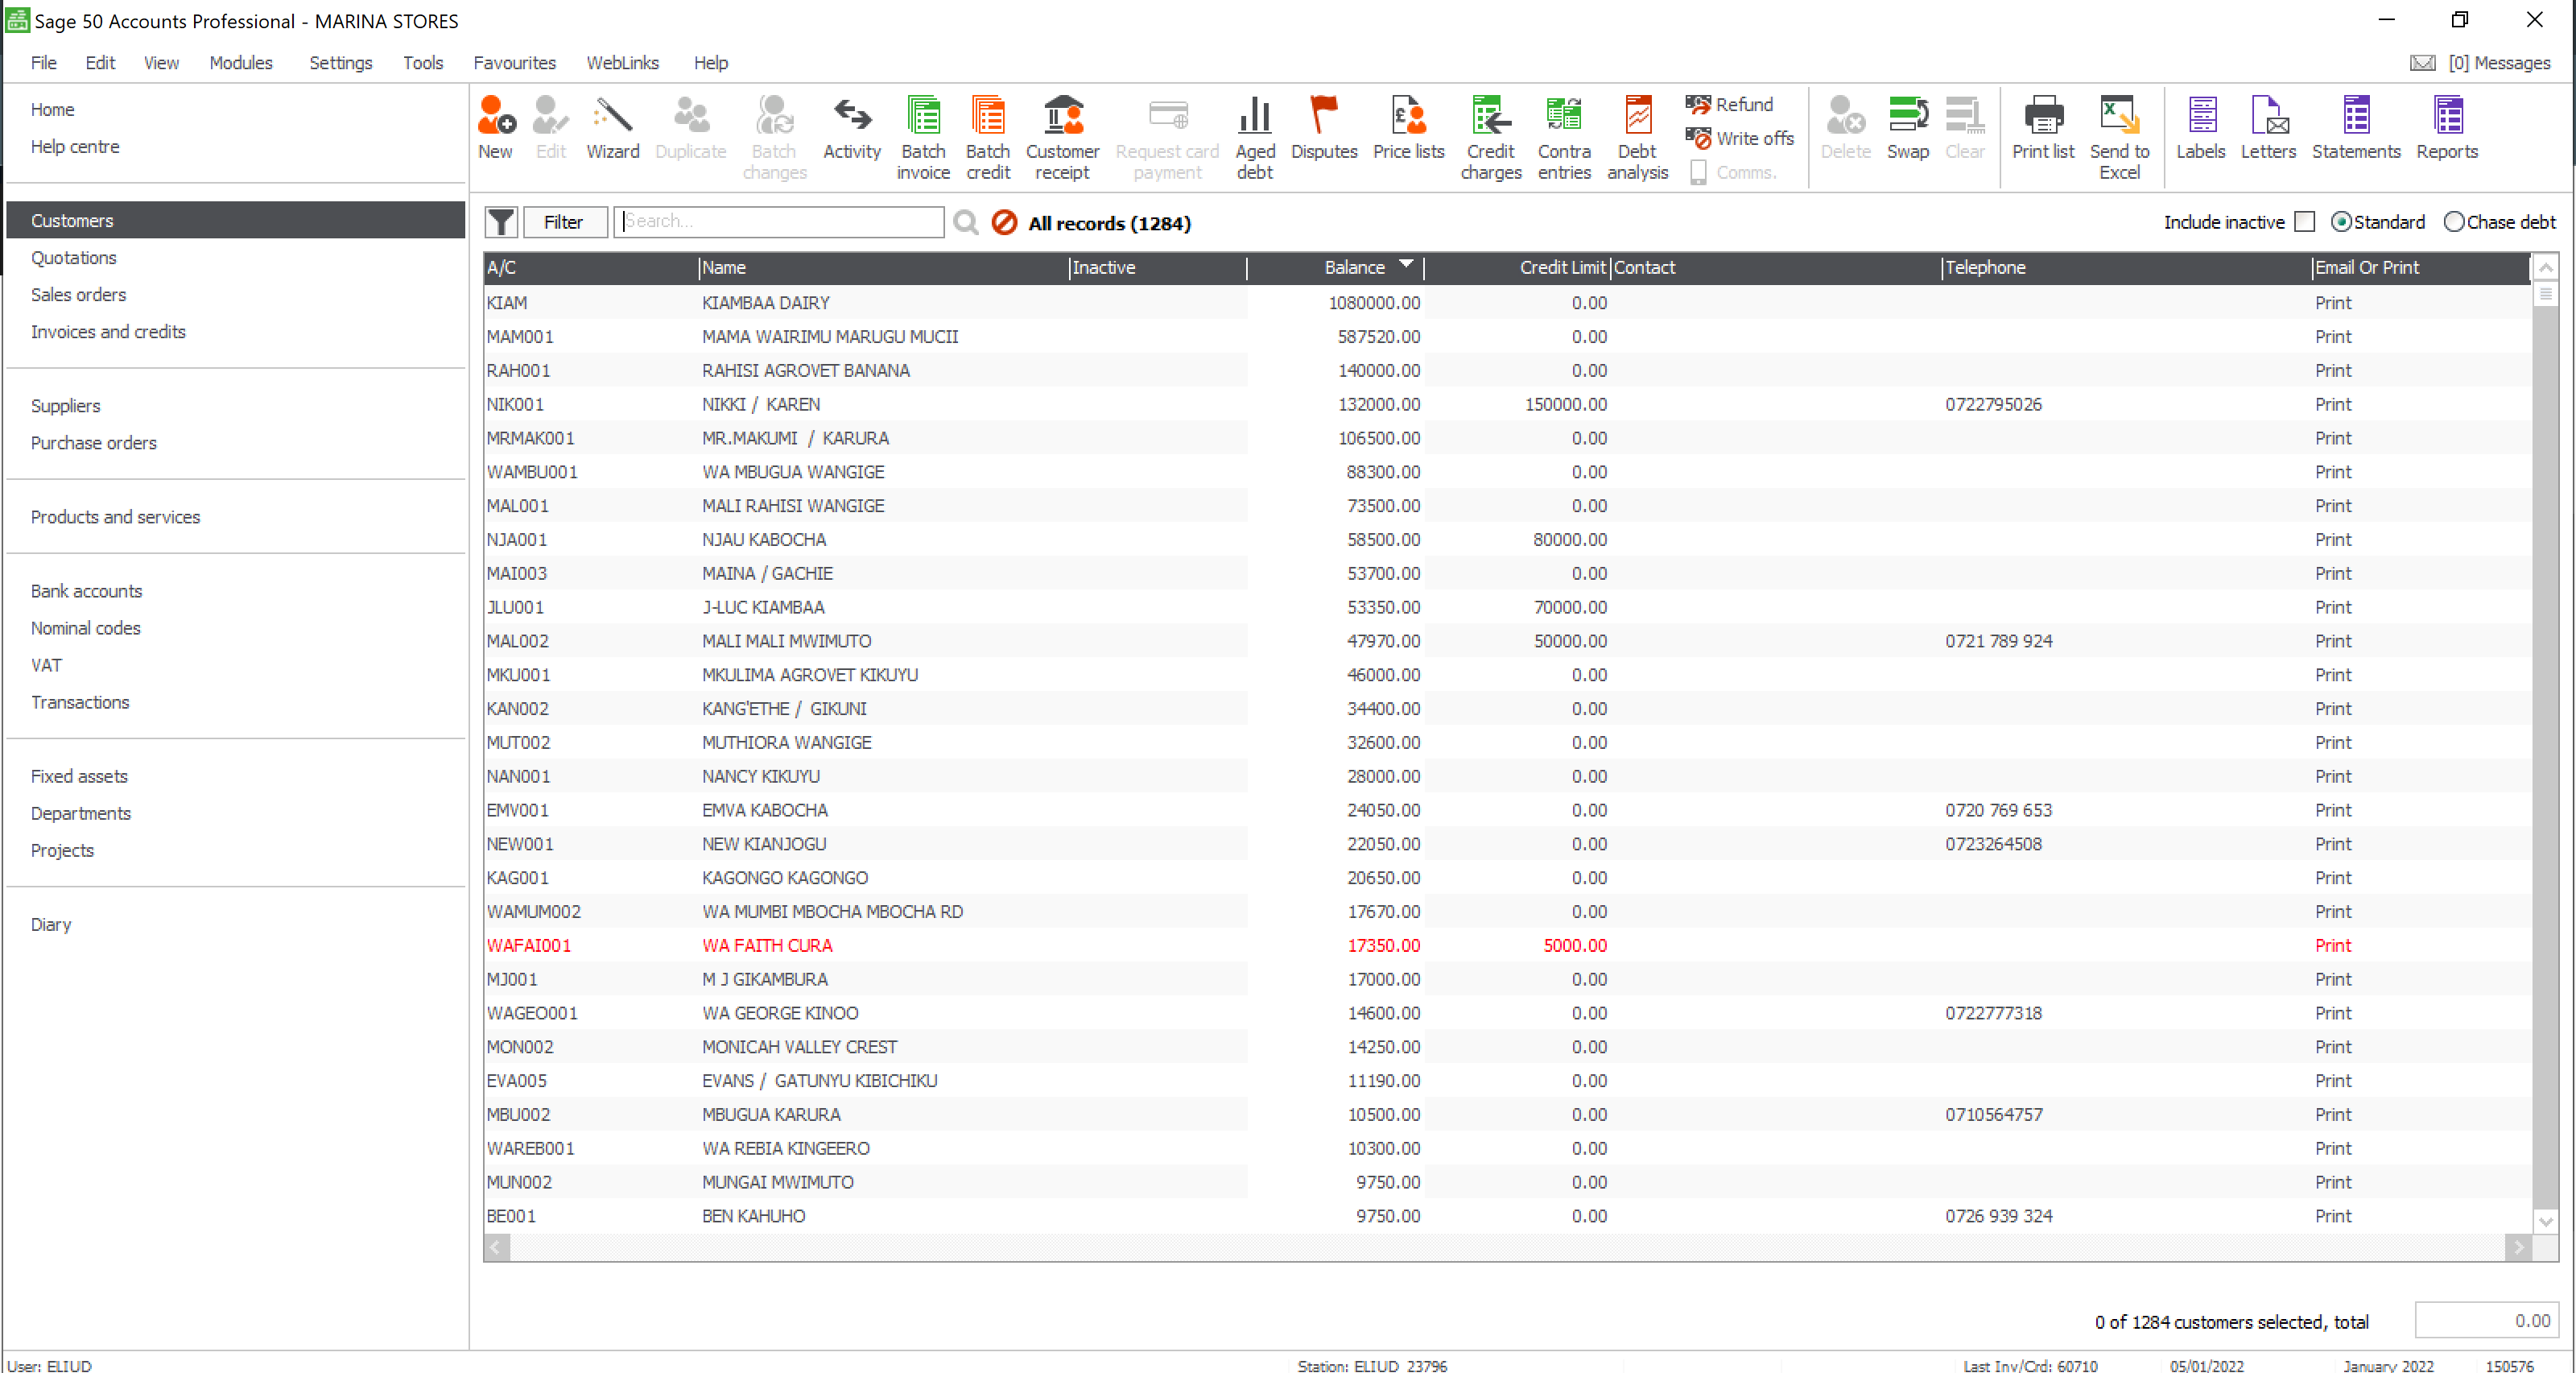 Sage 50 Accounts Professional - MARINA STORES
File Edit View Modules Settings Tools Favourites WebLinks Help [0] Messages
Home
Help centre
Customers
Quotations
Sales orders
Invoices and credits
Suppliers
Purchase orders
Products and services
Bank accounts
Nominal codes
VAT
Transactions
Fixed assets
Departments
Projects
Diary
New Edit Wizard Duplicate Batch changes Activity Batch invoice Batch credit Customer receipt Request card payment Aged debt Disputes Price lists Credit charges Contra entries Debt analysis Refund Write offs Comms. Delete Swap Clear Print list Send to Excel Labels Letters Statements Reports
Filter Search... All records (1284) Include inactive Standard Chase debt
A/C Name Inactive Balance Credit Limit Contact Telephone Email Or Print
KIAM KIAMBAA DAIRY 1080000.00 0.00 Print
MAM001 MAMA WAIRIMU MARUGU MUCII 587520.00 0.00 Print
RAH001 RAHISI AGROVET BANANA 140000.00 0.00 Print
NIK001 NIKKI / KAREN 132000.00 150000.00 0722795026 Print
MRMAK001 MR.MAKUMI / KARURA 106500.00 0.00 Print
WAMBU001 WA MBUGUA WANGIGE 88300.00 0.00 Print
MAL001 MALI RAHISI WANGIGE 73500.00 0.00 Print
NJA001 NJAU KABOCHA 58500.00 80000.00 Print
MAI003 MAINA / GACHIE 53700.00 0.00 Print
JLU001 J-LUC KIAMBAA 53350.00 70000.00 Print
MAL002 MALI MALI MWIMUTO 47970.00 50000.00 0721 789 924 Print
MKU001 MKULIMA AGROVET KIKUYU 46000.00 0.00 Print
KAN002 KANG'ETHE / GIKUNI 34400.00 0.00 Print
MUT002 MUTHIORA WANGIGE 32600.00 0.00 Print
NAN001 NANCY KIKUYU 28000.00 0.00 Print
EMV001 EMVA KABOCHA 24050.00 0.00 0720 769 653 Print
NEW001 NEW KIANJOGU 22050.00 0.00 0723264508 Print
KAG001 KAGONGO KAGONGO 20650.00 0.00 Print
WAMUM002 WA MUMBI MBOCHA MBOCHA RD 17670.00 0.00 Print
WAFAI001 WA FAITH CURA 17350.00 5000.00 Print
MJ001 M J GIKAMBURA 17000.00 0.00 Print
WAGEO001 WA GEORGE KINOO 14600.00 0.00 0722777318 Print
MON002 MONICAH VALLEY CREST 14250.00 0.00 Print
EVA005 EVANS / GATUNYU KIBICHIKU 11190.00 0.00 Print
MBU002 MBUGUA KARURA 10500.00 0.00 0710564757 Print
WAREB001 WA REBIA KINGEERO 10300.00 0.00 Print
MUN002 MUNGAI MWIMUTO 9750.00 0.00 Print
BE001 BEN KAHUHO 9750.00 0.00 0726 939 324 Print
0 of 1284 customers selected, total 0.00
User: ELIUD Station: ELIUD 23796 Last Inv/Crd: 60710 05/01/2022 January 2022 150576